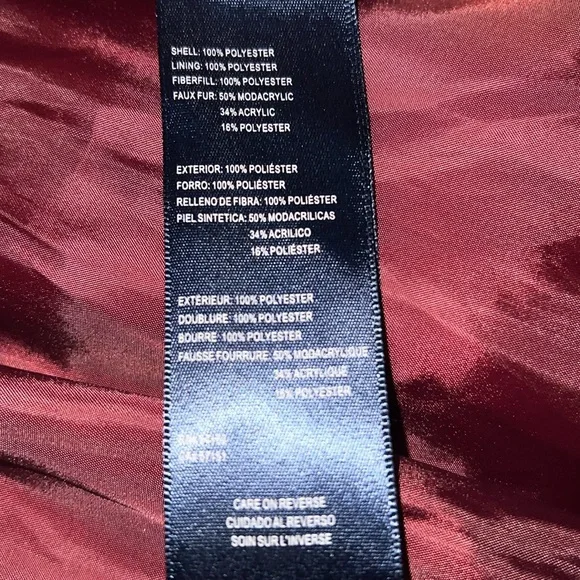 SHELL: 100% POLYESTER
LINING: 100% POLYESTER
FIBERFILL: 100% POLYESTER
FAUX FUR: 50% MODACRYLIC
34% ACRYLIC
16% POLYESTER
EXTERIOR: 100% POLIÉSTER
FORRO: 100% POLIÉSTER
RELLENO DE FIBRA: 100% POLIÉSTER
PIEL SINTETICA: 50% MODACRILICAS
34% ACRILICO
16% POLIÉSTER
EXTÉRIEUR: 100% POLYESTER
DOUBLURE: 100% POLYESTER
BOURRE: 100% POLYESTER
FAUSSE FOURRURE: 50% MODACRYLIQUE
34% ACRYLIQUE
16% POLYESTER
CARE ON REVERSE
CUIDADO AL REVERSO
SOIN SUR L'INVERSE